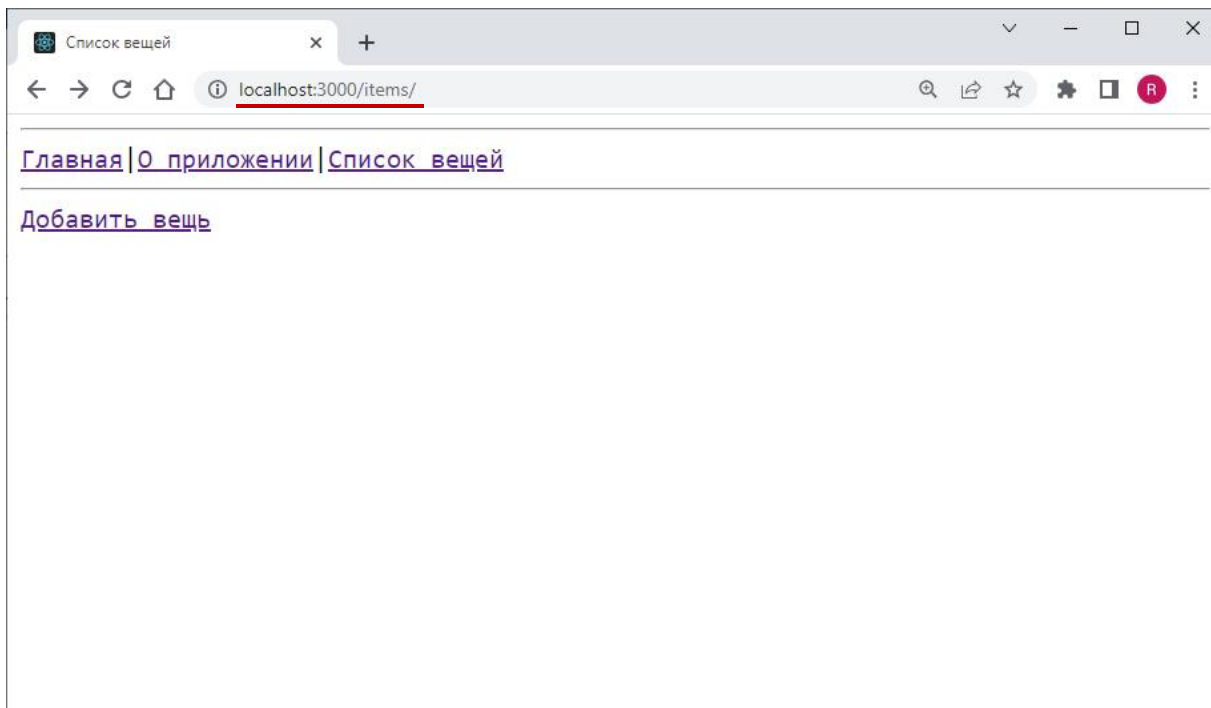 Список вещей
localhost:3000/items/
R
Главная|О приложении|Список вещей
Добавить вещь